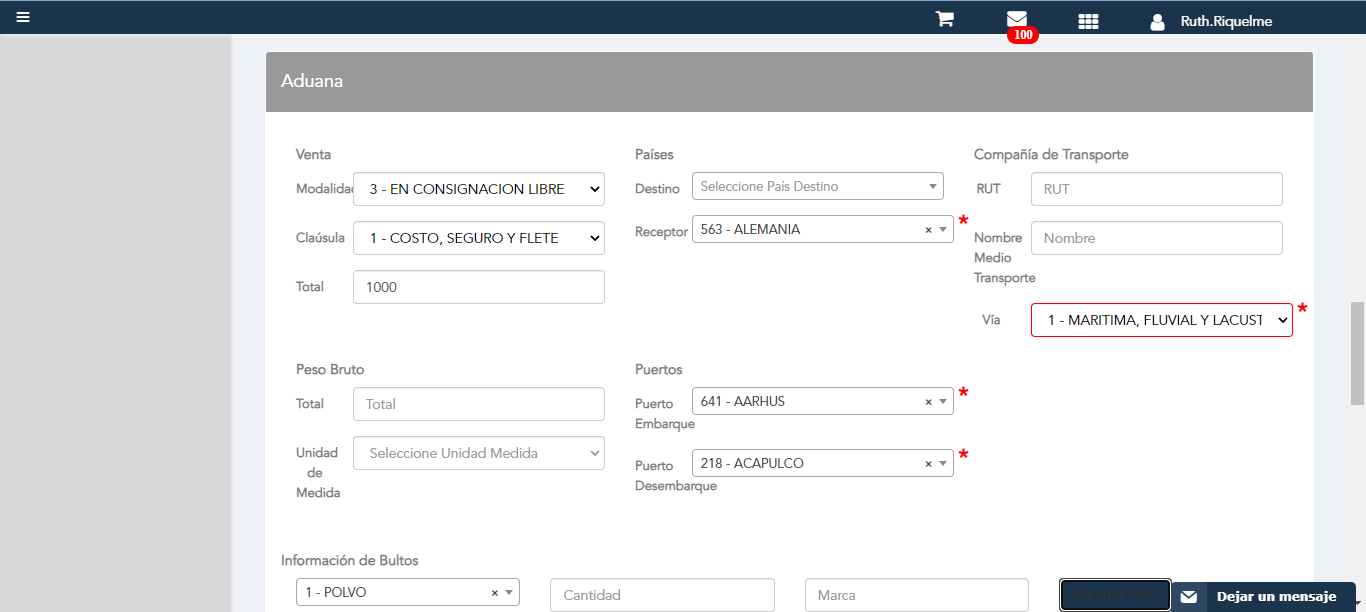 100
Ruth.Riquelme
Aduana
Venta
Modalidad
3 - EN CONSIGNACION LIBRE
Claúsula
1 - COSTO, SEGURO Y FLETE
Total
1000
Países
Destino
Seleccione País Destino
Receptor
563 - ALEMANIA × *
Compañía de Transporte
RUT
RUT
Nombre
Medio
Transporte
Nombre
Vía
1 - MARITIMA, FLUVIAL Y LACUST *
Peso Bruto
Total
Total
Unidad
de
Medida
Seleccione Unidad Medida
Puertos
Puerto
Embarque
641 - AARHUS × *
Puerto
Desembarque
218 - ACAPULCO × *
Información de Bultos
1 - POLVO ×
Cantidad
Marca
Dejar un mensaje